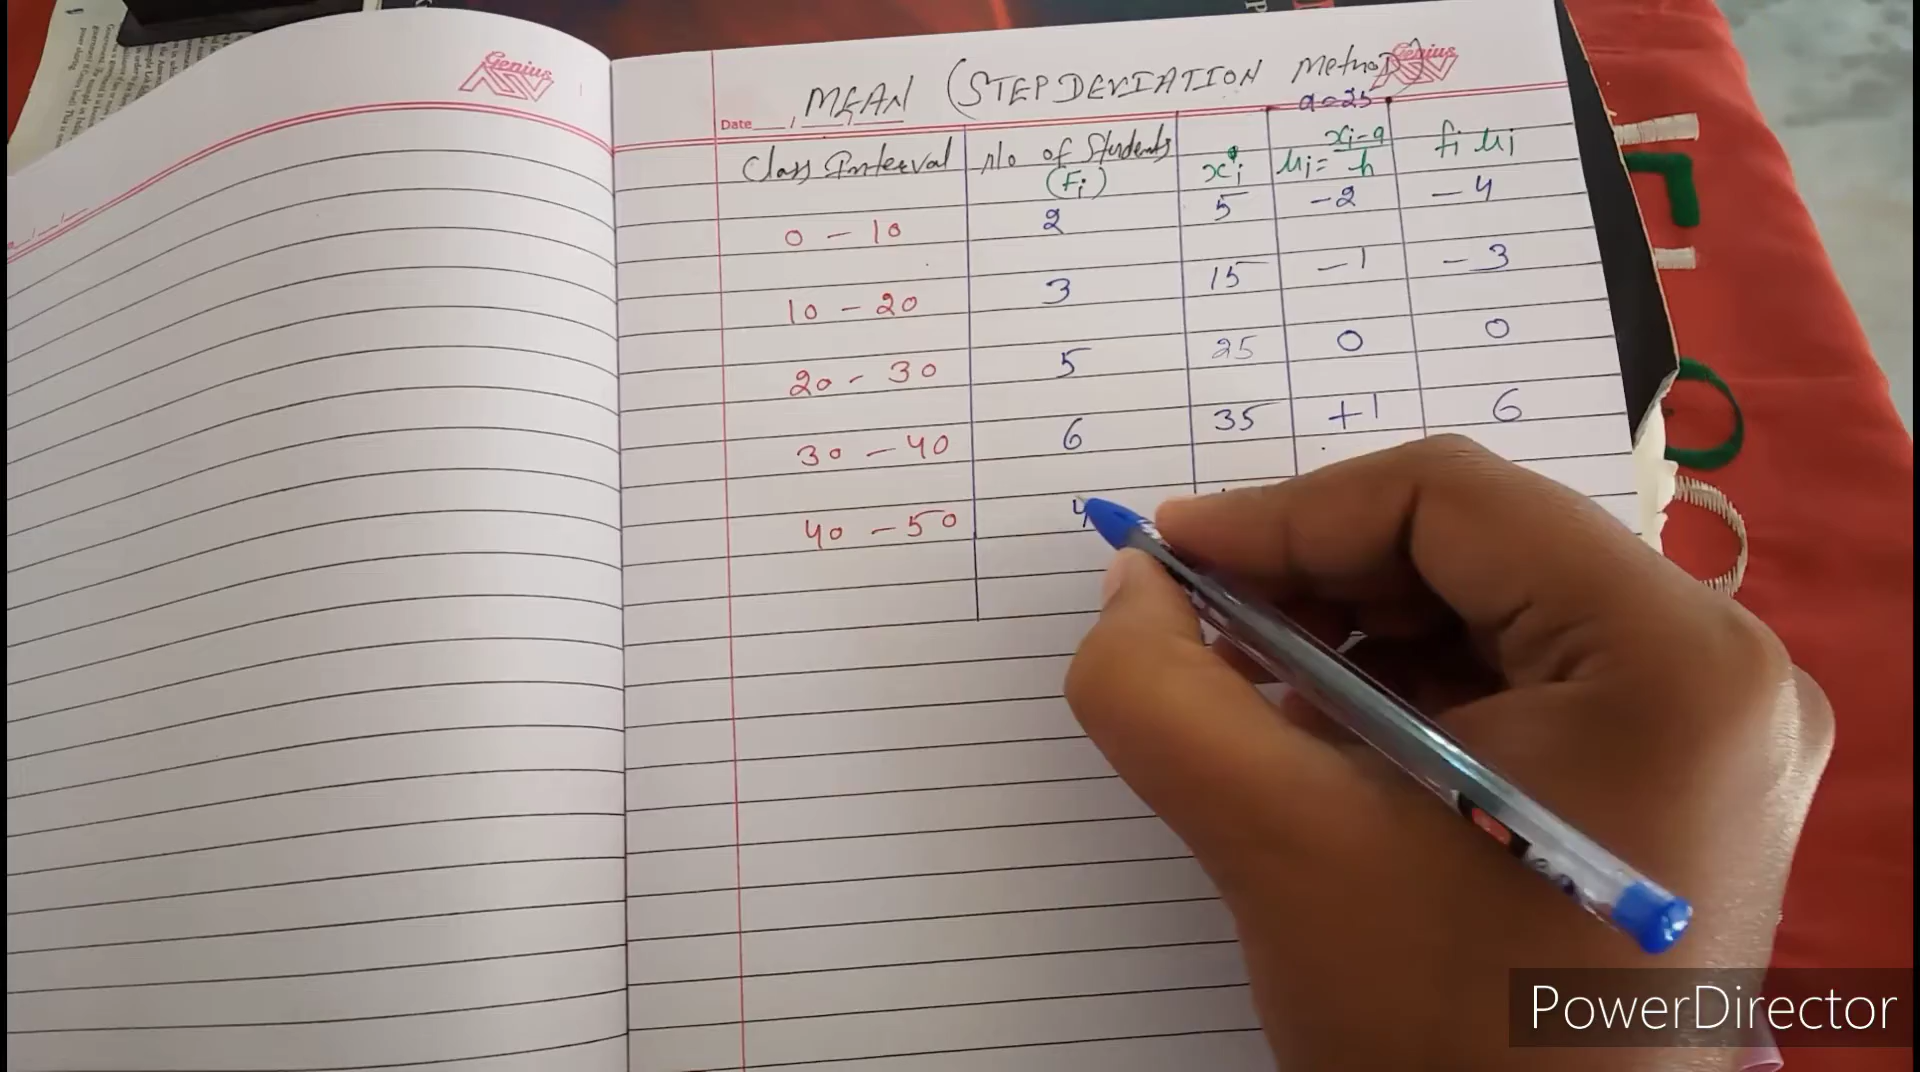 Genius
Genius
MEAN (STEP DEVIATION Method)
Date
a = 25
Class Interval No of Students (Fi) xi ui = xi-a/h fi ui
0 - 10 2 5 -2 -4
10 - 20 3 15 -1 -3
20 - 30 5 25 0 0
30 - 40 6 35 +1 6
40 - 50 4
PowerDirector